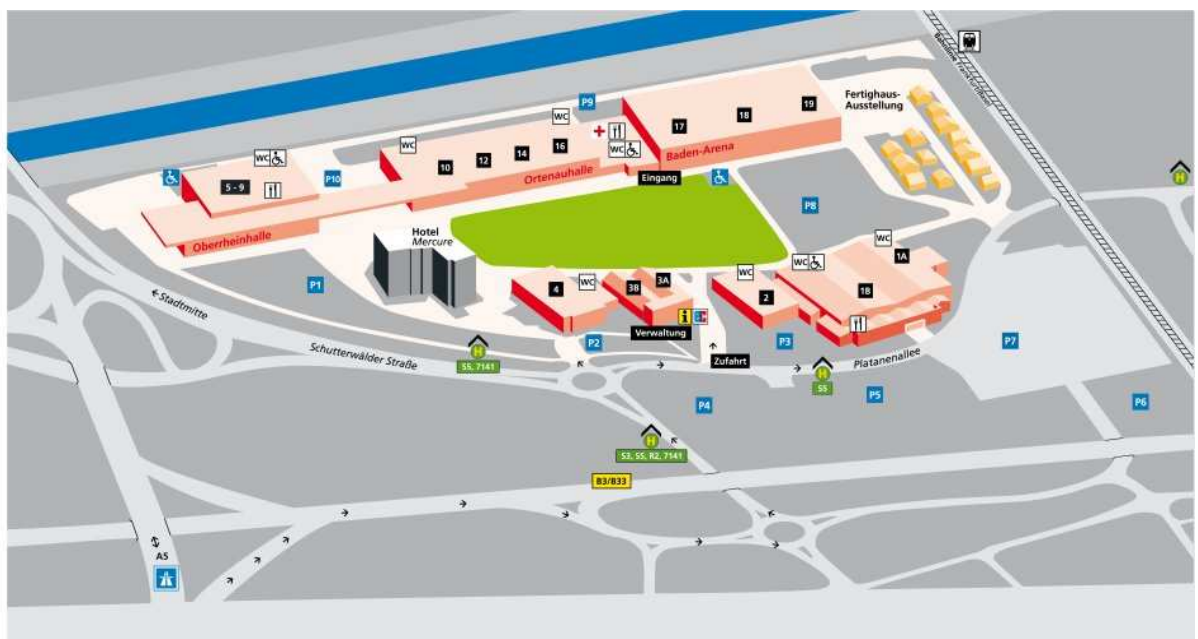 Bahnlinie Frankfurt/Basel
P9
WC
19
Fertighaus-
Ausstellung
18
17
WC
WC
16
14
12
10
Baden-Arena
Ortenauhalle
WC
5 - 9
P10
Eingang
H
P8
Oberrheinhalle
Hotel
Mercure
WC
1A
WC
P1
WC
4
WC
3A
3B
2
1B
← Stadtmitte
i
Verwaltung
P2
P3
P7
Schutterwälder Straße
H
S5, 7141
Zufahrt
Platanenallee
H
S5
P5
P4
P6
H
S3, S5, R2, 7141
B3/B33
A5